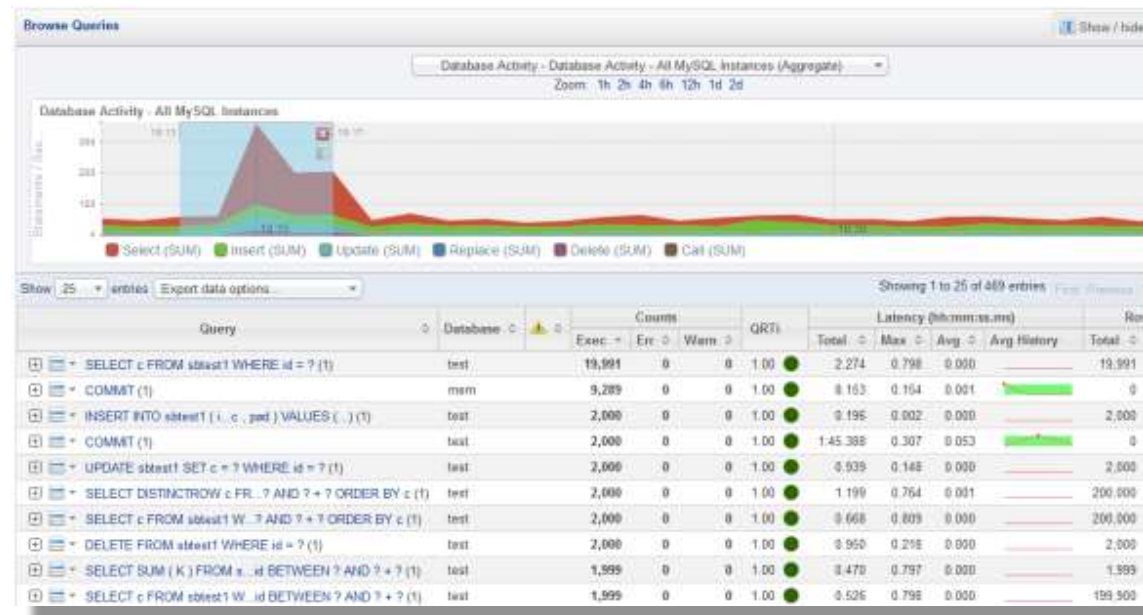 Browse Queries
Show / hide
Database Activity - Database Activity - All MySQL Instances (Aggregate)
Zoom: 1h 2h 4h 6h 12h 1d 2d
Database Activity - All MySQL Instances
Statements / Sec
Select (SUM) Insert (SUM) Update (SUM) Replace (SUM) Delete (SUM) Call (SUM)
Show 25 entries Export data options... Showing 1 to 25 of 469 entries First Previous
Query Database Counts QRTi Latency (hh:mm:ss.ms)
Exec Err Warn Total Max Avg Avg History Total
SELECT c FROM sbtest1 WHERE id = ? (1) test 19,991 0 0 1.00 2.274 0.798 0.000 19,991
COMMIT (1) mem 9,289 0 0 1.00 0.001 0
INSERT INTO sbtest1 ( i...c , pad ) VALUES (...) (1) test 2,000 0 0 1.00 0.196 0.002 0.000 2,000
COMMIT (1) test 2,000 0 0 1.00 1:45.388 0.307 0.053 0
UPDATE sbtest1 SET c = ? WHERE id = ? (1) test 2,000 0 0 1.00 0.939 0.148 0.000 2,000
SELECT DISTINCTROW c FR...? AND ? + ? ORDER BY c (1) test 2,000 0 0 1.00 1.199 0.764 0.001 200,000
SELECT c FROM sbtest1 W...? AND ? + ? ORDER BY c (1) test 2,000 0 0 1.00 0.668 0.809 0.000 200,000
DELETE FROM sbtest1 WHERE id = ? (1) test 2,000 0 0 1.00 0.950 0.000 2,000
SELECT SUM ( K ) FROM s...id BETWEEN ? AND ? + ? (1) test 1,999 0 0 1.00 0.470 0.797 0.000 1,999
SELECT c FROM sbtest1 W...id BETWEEN ? AND ? + ? (1) test 1,999 0 0 1.00 0.526 0.798 0.000 199,900